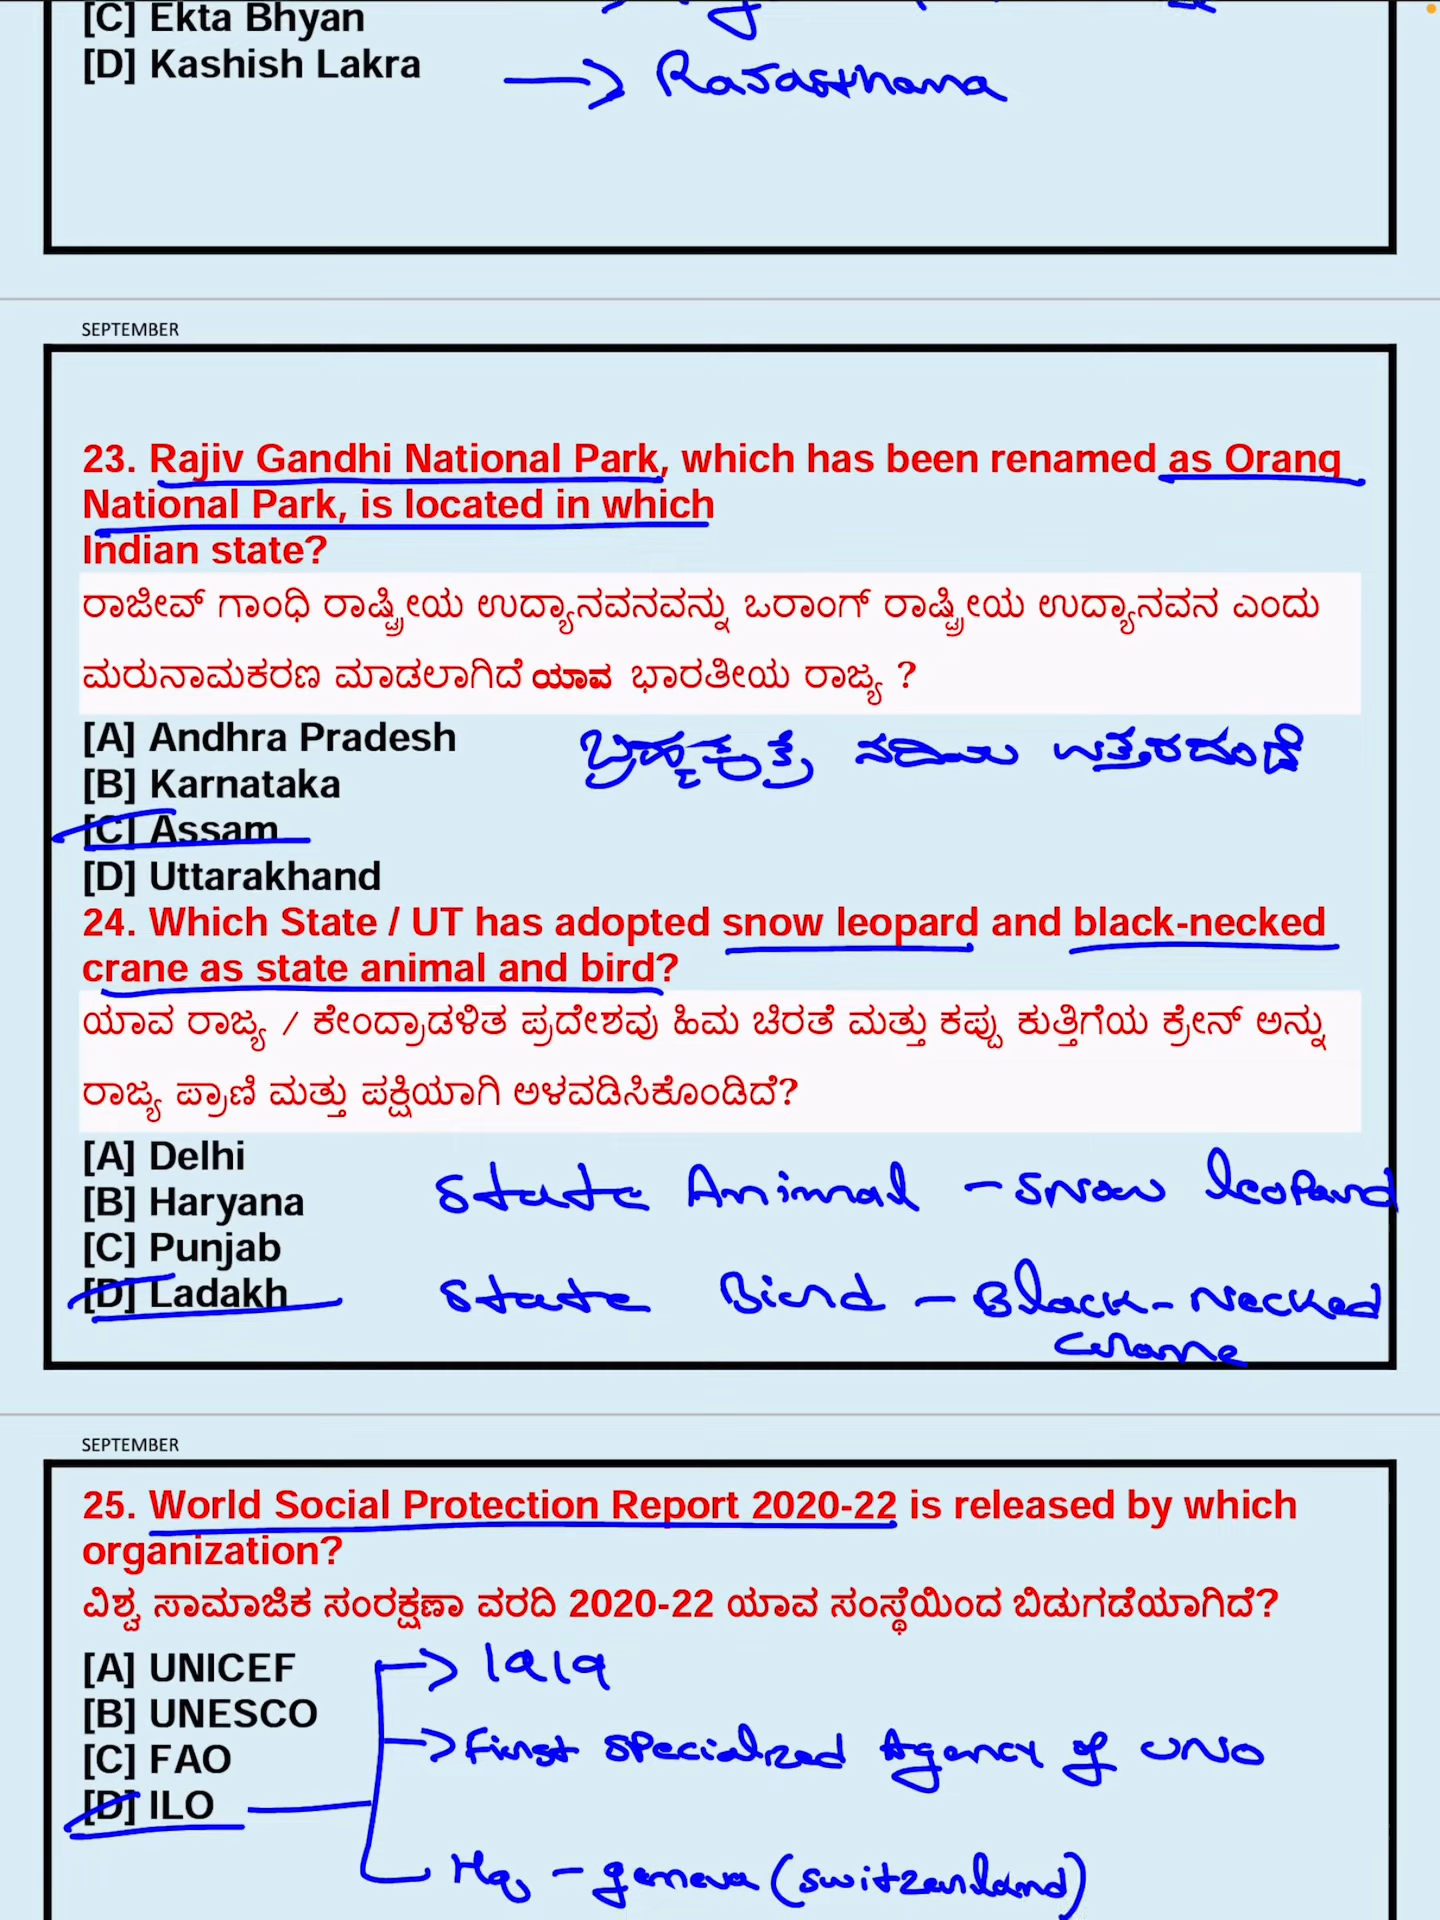 [C] Ekta Bhyan
[D] Kashish Lakra
→ Rajasthana
SEPTEMBER
23. Rajiv Gandhi National Park, which has been renamed as Orang
National Park, is located in which
Indian state?
ರಾಜೀವ್ ಗಾಂಧಿ ರಾಷ್ಟ್ರೀಯ ಉದ್ಯಾನವನವನ್ನು ಒರಾಂಗ್ ರಾಷ್ಟ್ರೀಯ ಉದ್ಯಾನವನ ಎಂದು
ಮರುನಾಮಕರಣ ಮಾಡಲಾಗಿದೆ ಯಾವ ಭಾರತೀಯ ರಾಜ್ಯ ?
[A] Andhra Pradesh
ಬ್ರಹ್ಮಪುತ್ರ ನದಿಯ ಉತ್ತರದಂಡೆ
[B] Karnataka
[C] Assam
[D] Uttarakhand
24. Which State / UT has adopted snow leopard and black-necked
crane as state animal and bird?
ಯಾವ ರಾಜ್ಯ / ಕೇಂದ್ರಾಡಳಿತ ಪ್ರದೇಶವು ಹಿಮ ಚಿರತೆ ಮತ್ತು ಕಪ್ಪು ಕುತ್ತಿಗೆಯ ಕ್ರೇನ್ ಅನ್ನು
ರಾಜ್ಯ ಪ್ರಾಣಿ ಮತ್ತು ಪಕ್ಷಿಯಾಗಿ ಅಳವಡಿಸಿಕೊಂಡಿದೆ?
[A] Delhi
[B] Haryana
State Animal - Snow leopard
[C] Punjab
[D] Ladakh
State Bird - Black-Necked
Crane
SEPTEMBER
25. World Social Protection Report 2020-22 is released by which
organization?
ವಿಶ್ವ ಸಾಮಾಜಿಕ ಸಂರಕ್ಷಣಾ ವರದಿ 2020-22 ಯಾವ ಸಂಸ್ಥೆಯಿಂದ ಬಿಡುಗಡೆಯಾಗಿದೆ?
[A] UNICEF
→ 1919
[B] UNESCO
→ First Specialized Agency of UNO
[C] FAO
[D] ILO
Hq - geneva (switzerland)